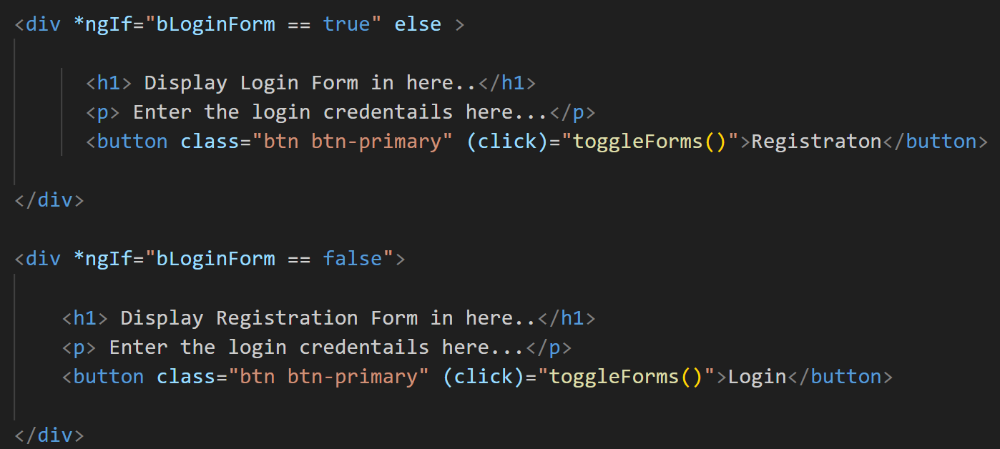 <div *ngIf="bLoginForm == true" else >
<h1> Display Login Form in here..</h1>
<p> Enter the login credentails here...</p>
<button class="btn btn-primary" (click)="toggleForms()">Registraton</button>
</div>
<div *ngIf="bLoginForm == false">
<h1> Display Registration Form in here..</h1>
<p> Enter the login credentails here...</p>
<button class="btn btn-primary" (click)="toggleForms()">Login</button>
</div>